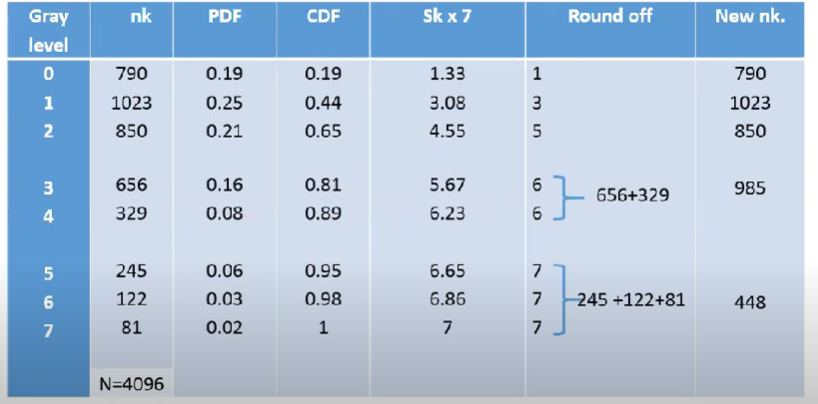 Gray level nk PDF CDF Sk x 7 Round off New nk.
0 790 0.19 0.19 1.33 1 790
1 1023 0.25 0.44 3.08 3 1023
2 850 0.21 0.65 4.55 5 850
3 656 0.16 0.81 5.67 6 656+329 985
4 329 0.08 0.89 6.23 6
5 245 0.06 0.95 6.65 7
6 122 0.03 0.98 6.86 7 245 +122+81 448
7 81 0.02 1 7 7
N=4096